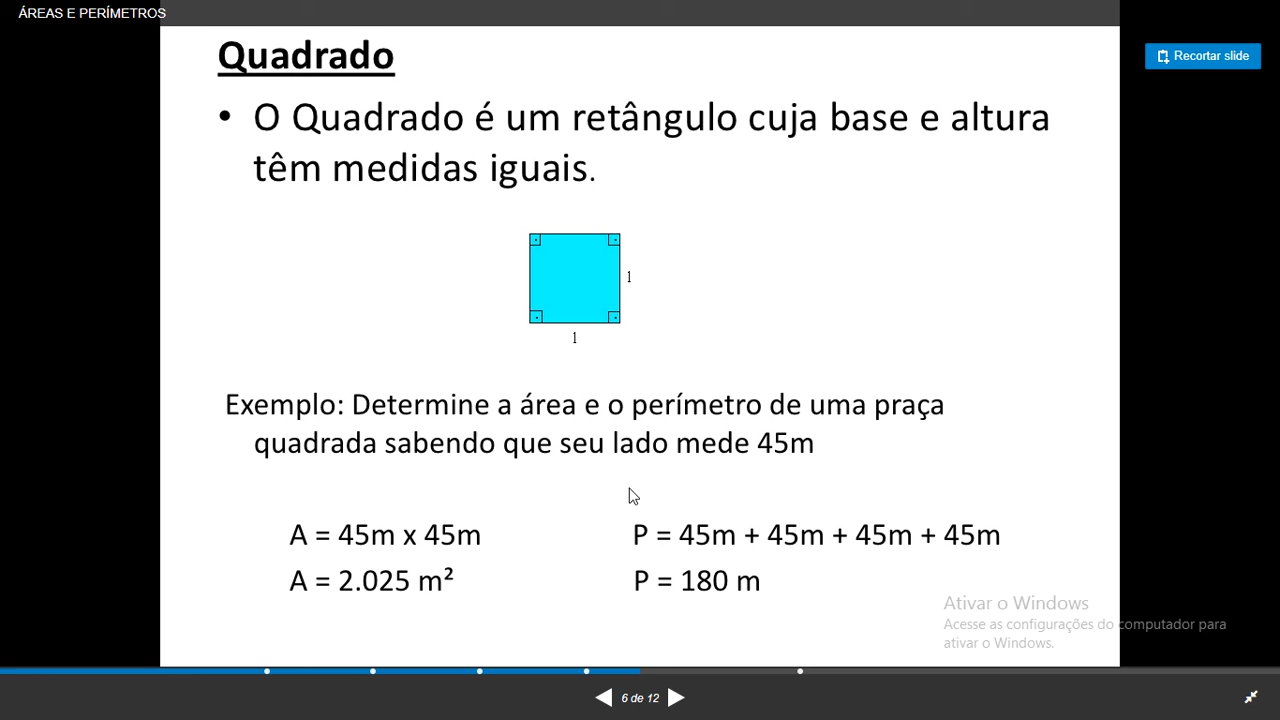 ÁREAS E PERÍMETROS
Recortar slide
Quadrado
• O Quadrado é um retângulo cuja base e altura
têm medidas iguais.
1
1
Exemplo: Determine a área e o perímetro de uma praça
quadrada sabendo que seu lado mede 45m
A = 45m x 45m
P = 45m + 45m + 45m + 45m
A = 2.025 m²
P = 180 m
Ativar o Windows
Acesse as configurações do computador para
ativar o Windows.
6 de 12